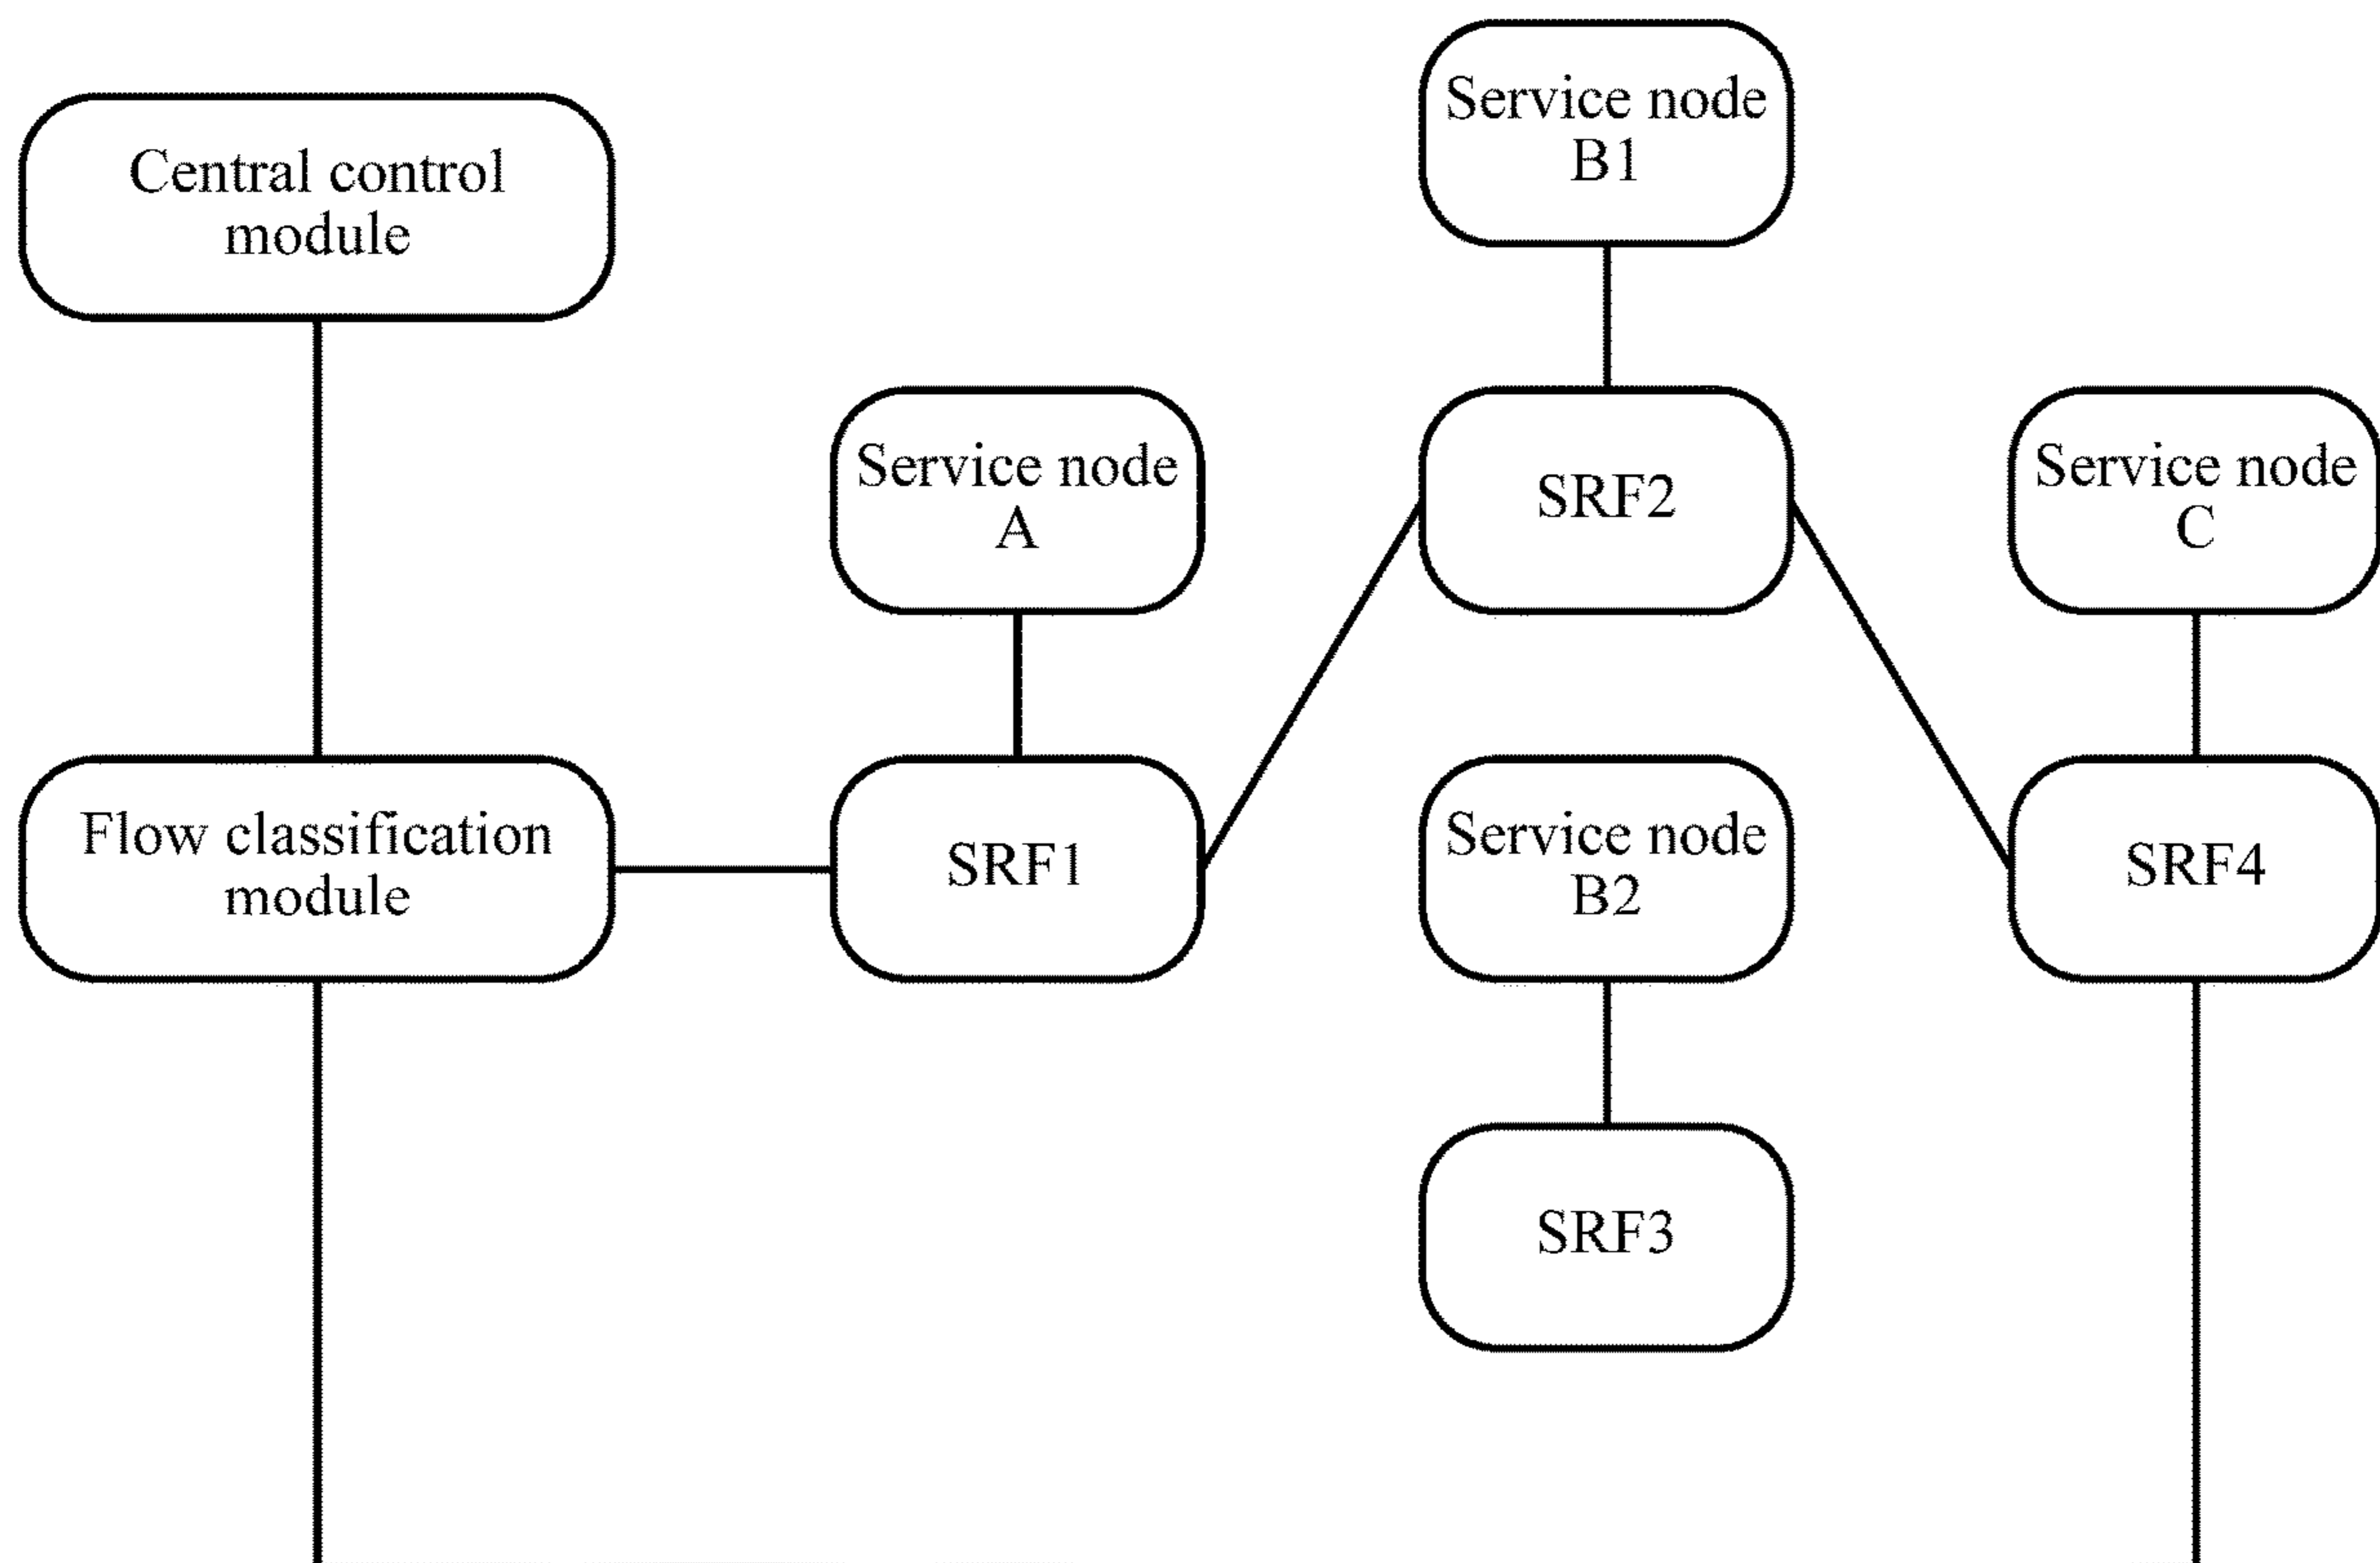 Central control
module
Service node
B1
Service node
A
SRF2
Service node
C
Flow classification
module
SRF1
Service node
B2
SRF4
SRF3